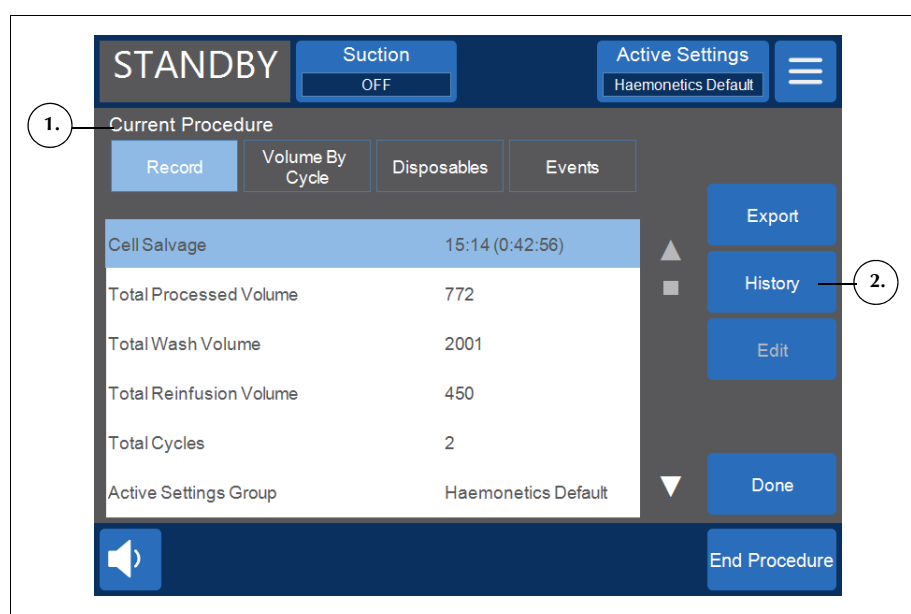 STANDBY
Suction
OFF
Active Settings
Haemonetics Default
1.
Current Procedure
Record
Volume By
Cycle
Disposables
Events
Export
Cell Salvage 15:14 (0:42:56)
History
2.
Total Processed Volume 772
Total Wash Volume 2001
Edit
Total Reinfusion Volume 450
Total Cycles 2
Active Settings Group Haemonetics Default
Done
End Procedure